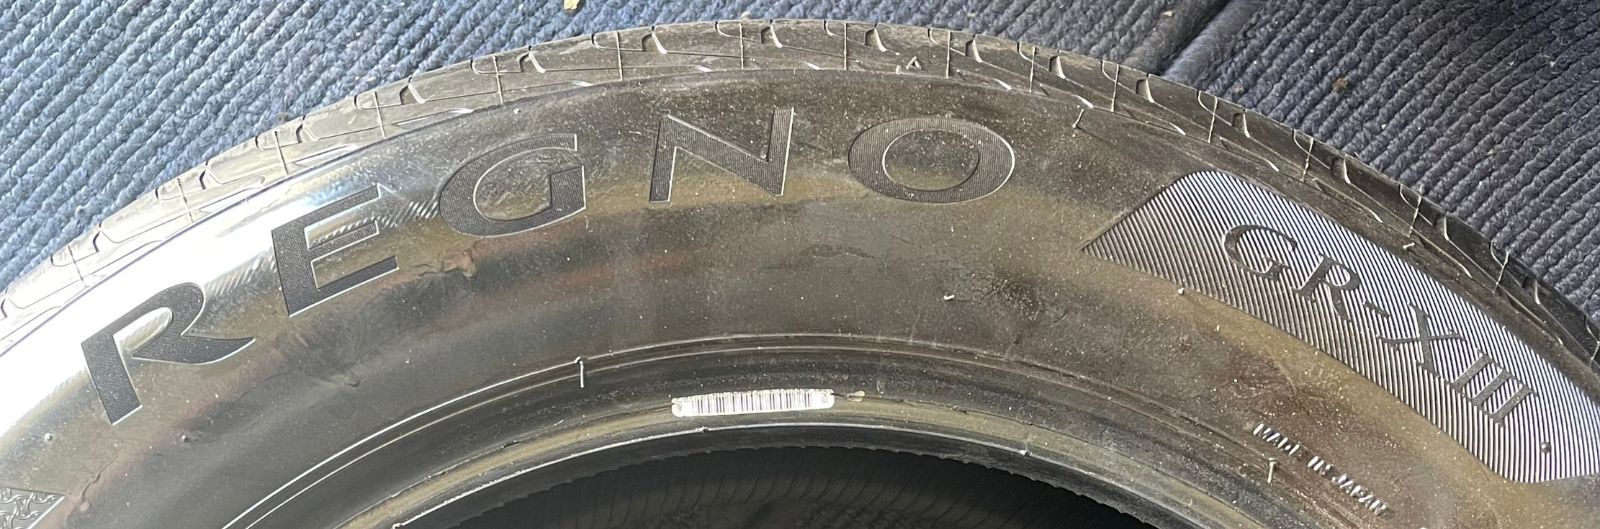 REGNO
GR-XIII
MADE IN JAPAN